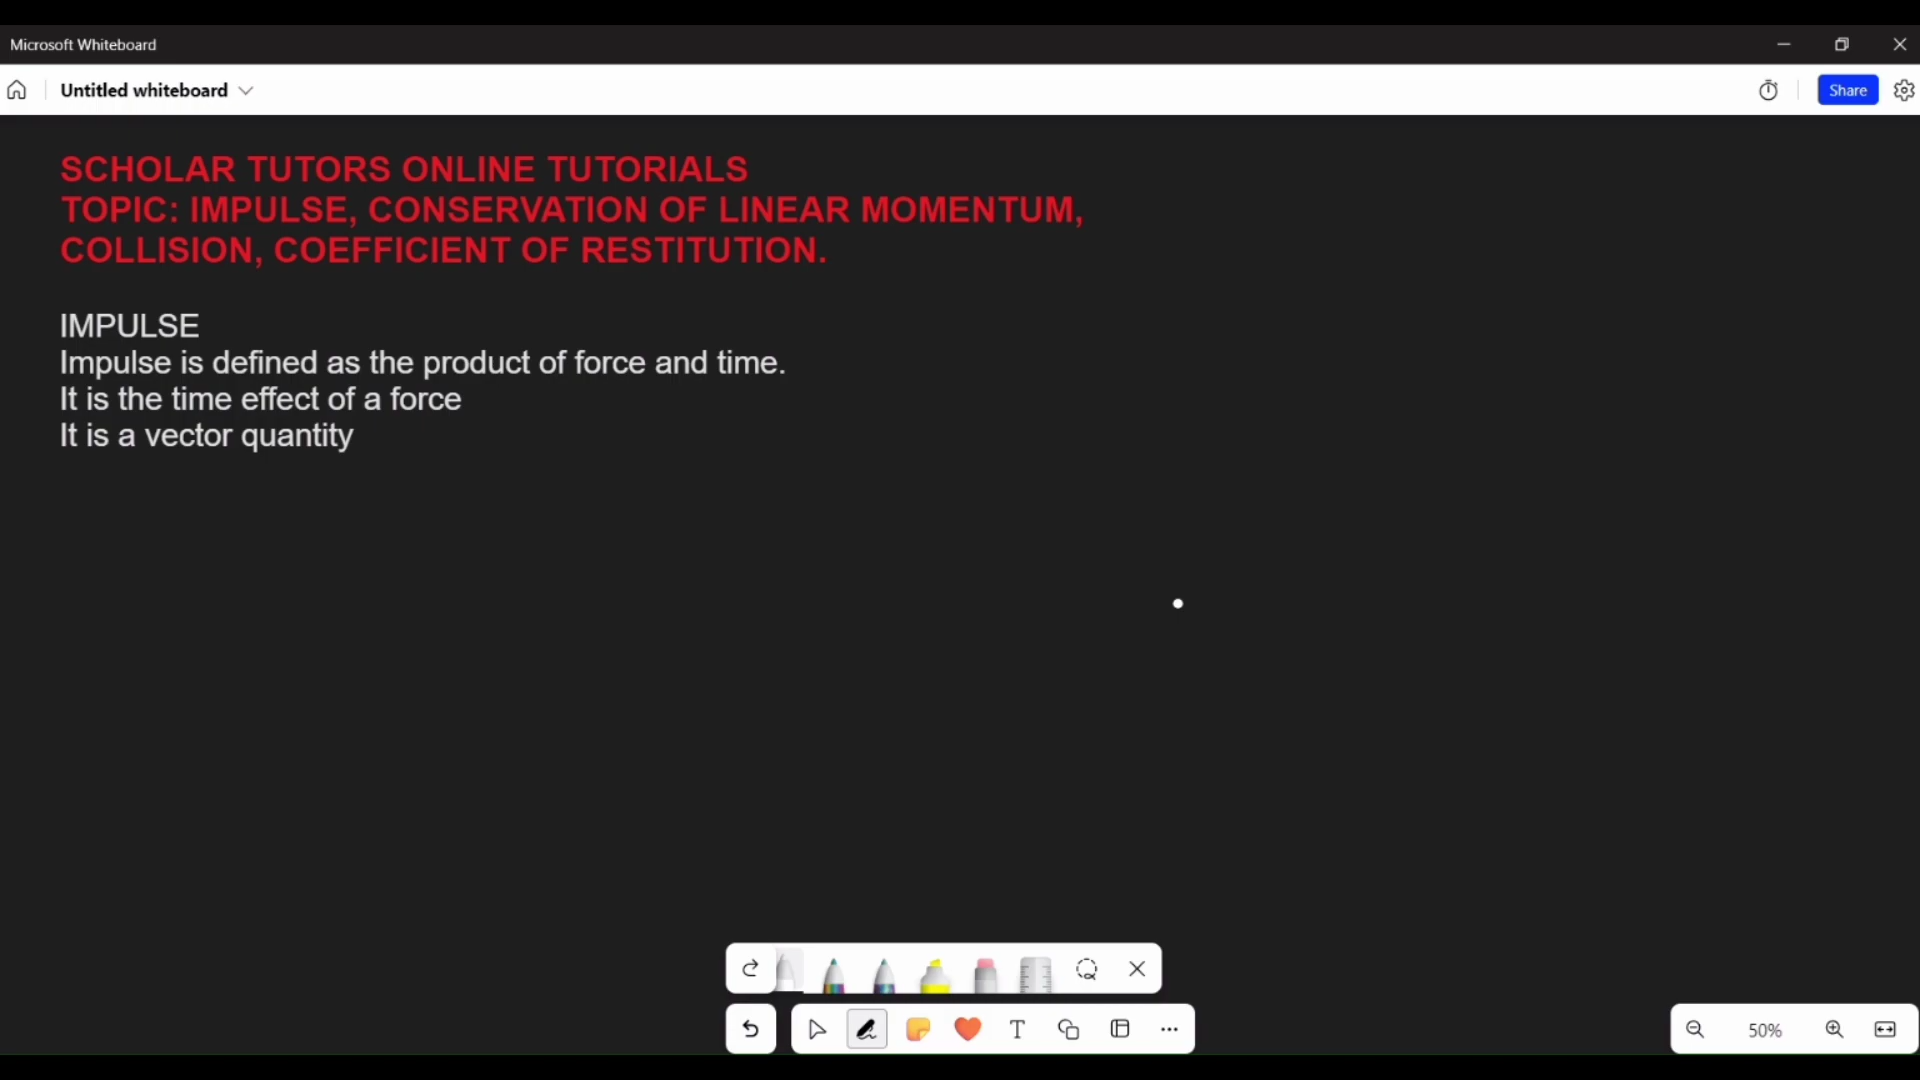 Microsoft Whiteboard
Untitled whiteboard
Share
SCHOLAR TUTORS ONLINE TUTORIALS
TOPIC: IMPULSE, CONSERVATION OF LINEAR MOMENTUM,
COLLISION, COEFFICIENT OF RESTITUTION.
IMPULSE
Impulse is defined as the product of force and time.
It is the time effect of a force
It is a vector quantity
50%